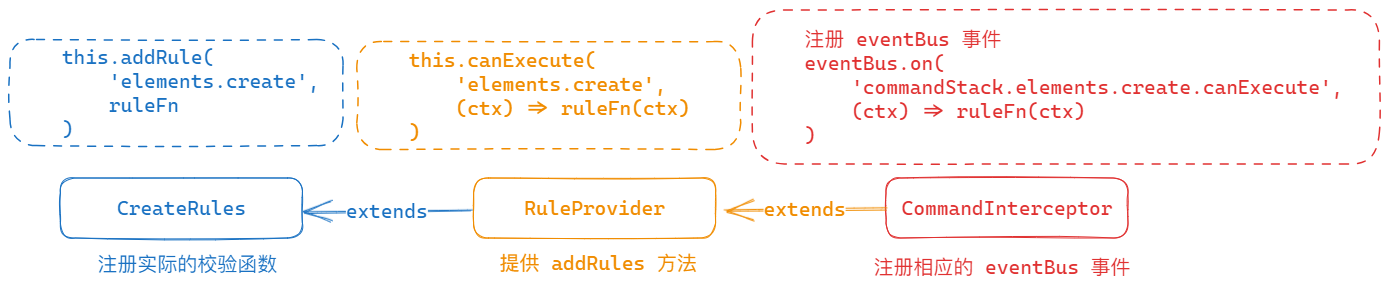 this.addRule(
'elements.create',
ruleFn
)
this.canExecute(
'elements.create',
(ctx) => ruleFn(ctx)
)
注册 eventBus 事件
eventBus.on(
'commandStack.elements.create.canExecute',
(ctx) => ruleFn(ctx)
)
CreateRules
extends
RuleProvider
extends
CommandInterceptor
注册实际的校验函数
提供 addRules 方法
注册相应的 eventBus 事件